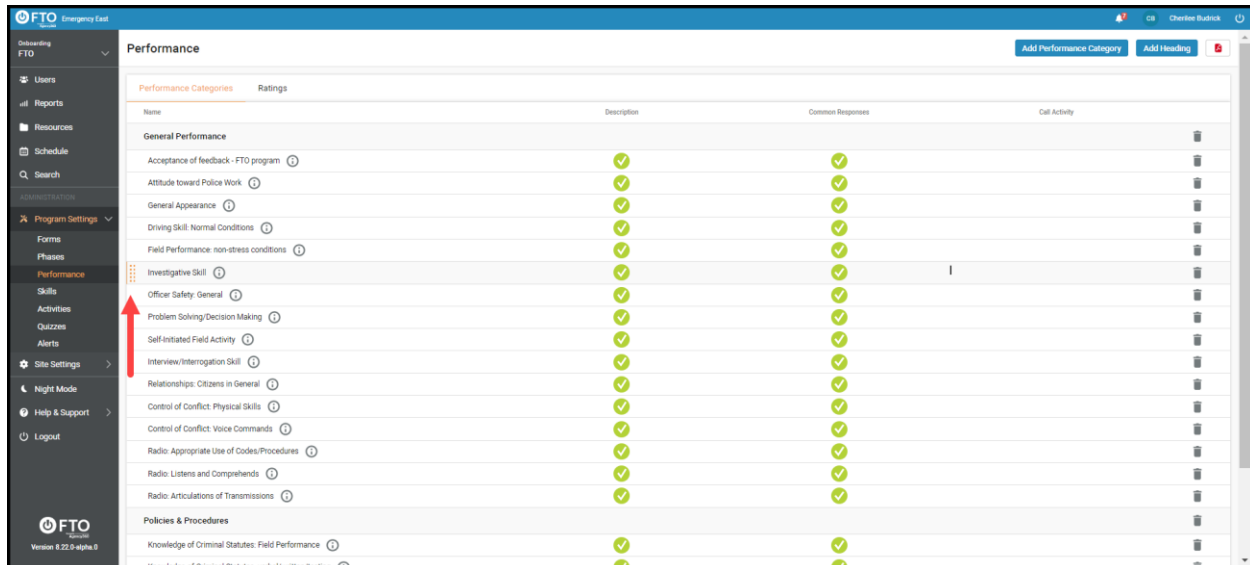 FTO Emergency East
CB Cherilee Budrick
Onboarding
FTO
Performance
Add Performance Category
Add Heading
Users
Reports
Resources
Schedule
Search
ADMINISTRATION
Program Settings
Forms
Phases
Performance
Skills
Activities
Quizzes
Alerts
Site Settings
Night Mode
Help & Support
Logout
FTO
Version 8.22.0-alpha.0
Performance Categories Ratings
Name Description Common Responses Call Activity
General Performance
Acceptance of feedback - FTO program
Attitude toward Police Work
General Appearance
Driving Skill: Normal Conditions
Field Performance: non-stress conditions
Investigative Skill
Officer Safety: General
Problem Solving/Decision Making
Self-Initiated Field Activity
Interview/Interrogation Skill
Relationships: Citizens in General
Control of Conflict: Physical Skills
Control of Conflict: Voice Commands
Radio: Appropriate Use of Codes/Procedures
Radio: Listens and Comprehends
Radio: Articulations of Transmissions
Policies & Procedures
Knowledge of Criminal Statutes: Field Performance